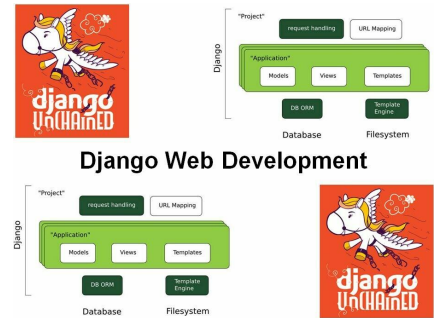 django
UNCHAINED
Django
"Project"
request handling
URL Mapping
"Application"
Models
Views
Templates
DB ORM
Template
Engine
Database
Filesystem
Django Web Development
Django
"Project"
request handling
URL Mapping
"Application"
Models
Views
Templates
DB ORM
Template
Engine
Database
Filesystem
django
UNCHAINED